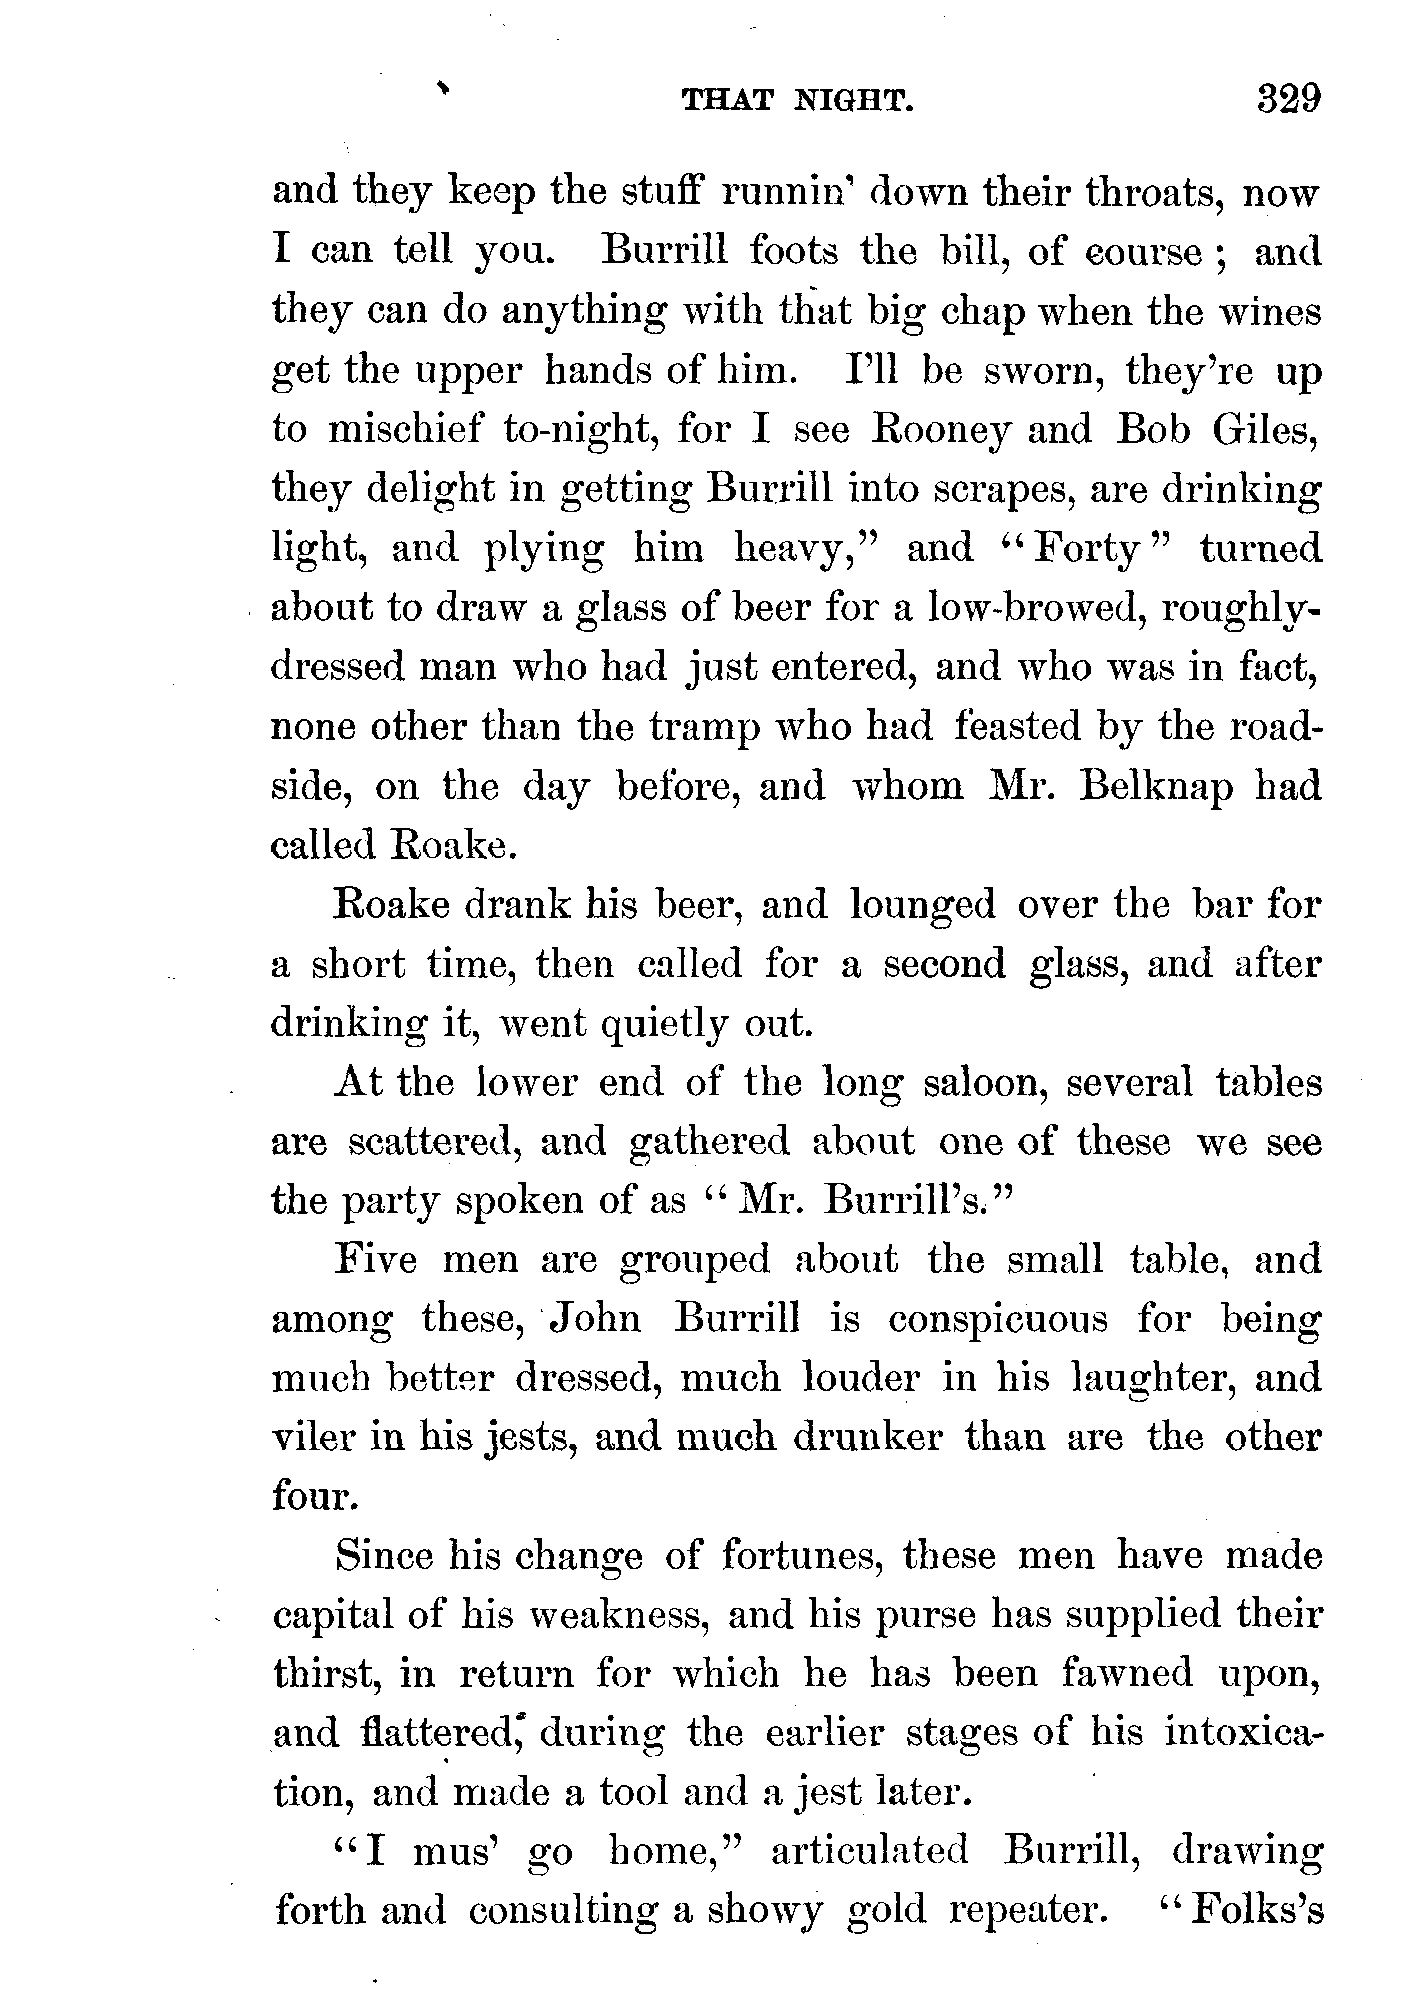 THAT NIGHT. 329
and they keep the stuff runnin' down their throats, now
I can tell you. Burrill foots the bill, of course ; and
they can do anything with that big chap when the wines
get the upper hands of him. I'll be sworn, they're up
to mischief to-night, for I see Rooney and Bob Giles,
they delight in getting Burrill into scrapes, are drinking
light, and plying him heavy,” and “Forty” turned
about to draw a glass of beer for a low-browed, roughly-
dressed man who had just entered, and who was in fact,
none other than the tramp who had feasted by the road-
side, on the day before, and whom Mr. Belknap had
called Roake.
Roake drank his beer, and lounged over the bar for
a short time, then called for a second glass, and after
drinking it, went quietly out.
At the lower end of the long saloon, several tables
are scattered, and gathered about one of these we see
the party spoken of as “Mr. Burrill's.”
Five men are grouped about the small table, and
among these, John Burrill is conspicuous for being
much better dressed, much louder in his laughter, and
viler in his jests, and much drunker than are the other
four.
Since his change of fortunes, these men have made
capital of his weakness, and his purse has supplied their
thirst, in return for which he has been fawned upon,
and flattered, during the earlier stages of his intoxica-
tion, and made a tool and a jest later.
“I mus' go home,” articulated Burrill, drawing
forth and consulting a showy gold repeater. “Folks's